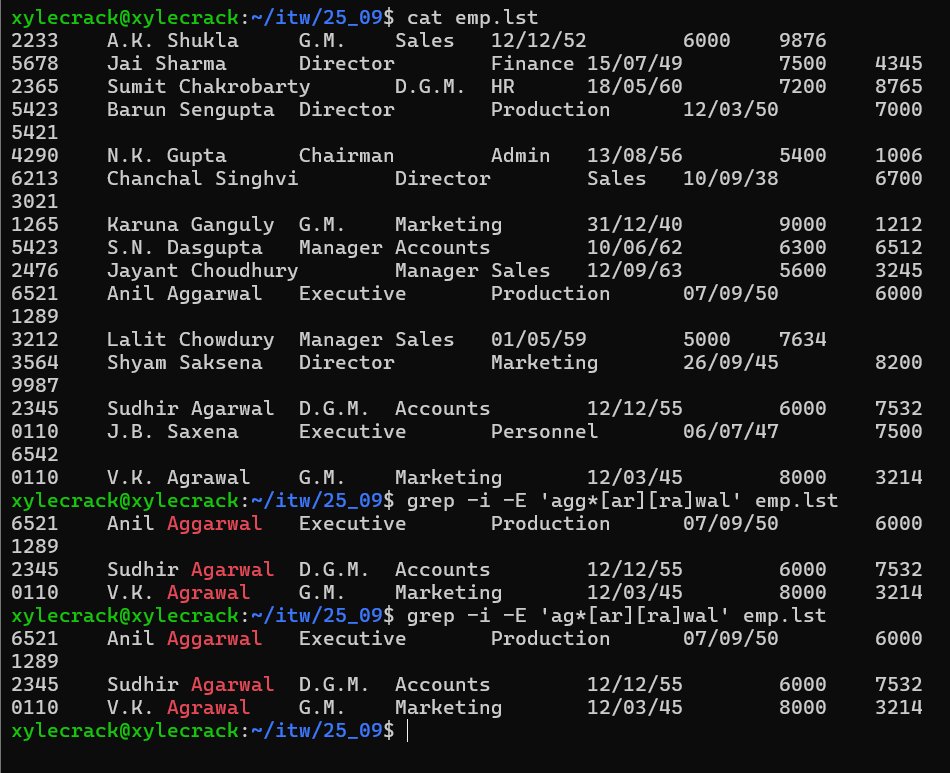 xylecrack@xylecrack:~/itw/25_09$ cat emp.lst
2233    A.K. Shukla     G.M.    Sales   12/12/52        6000    9876
5678    Jai Sharma      Director        Finance 15/07/49        7500    4345
2365    Sumit Chakrobarty       D.G.M.  HR      18/05/60        7200    8765
5423    Barun Sengupta  Director        Production      12/03/50        7000
5421
4290    N.K. Gupta      Chairman        Admin   13/08/56        5400    1006
6213    Chanchal Singhvi        Director        Sales   10/09/38        6700
3021
1265    Karuna Ganguly  G.M.    Marketing       31/12/40        9000    1212
5423    S.N. Dasgupta   Manager Accounts        10/06/62        6300    6512
2476    Jayant Choudhury        Manager Sales   12/09/63        5600    3245
6521    Anil Aggarwal   Executive       Production      07/09/50        6000
1289
3212    Lalit Chowdury  Manager Sales   01/05/59        5000    7634
3564    Shyam Saksena   Director        Marketing       26/09/45        8200
9987
2345    Sudhir Agarwal  D.G.M.  Accounts        12/12/55        6000    7532
0110    J.B. Saxena     Executive       Personnel       06/07/47        7500
6542
0110    V.K. Agrawal    G.M.    Marketing       12/03/45        8000    3214
xylecrack@xylecrack:~/itw/25_09$ grep -i -E 'agg*[ar][ra]wal' emp.lst
6521    Anil Aggarwal   Executive       Production      07/09/50        6000
1289
2345    Sudhir Agarwal  D.G.M.  Accounts        12/12/55        6000    7532
0110    V.K. Agrawal    G.M.    Marketing       12/03/45        8000    3214
xylecrack@xylecrack:~/itw/25_09$ grep -i -E 'ag*[ar][ra]wal' emp.lst
6521    Anil Aggarwal   Executive       Production      07/09/50        6000
1289
2345    Sudhir Agarwal  D.G.M.  Accounts        12/12/55        6000    7532
0110    V.K. Agrawal    G.M.    Marketing       12/03/45        8000    3214
xylecrack@xylecrack:~/itw/25_09$